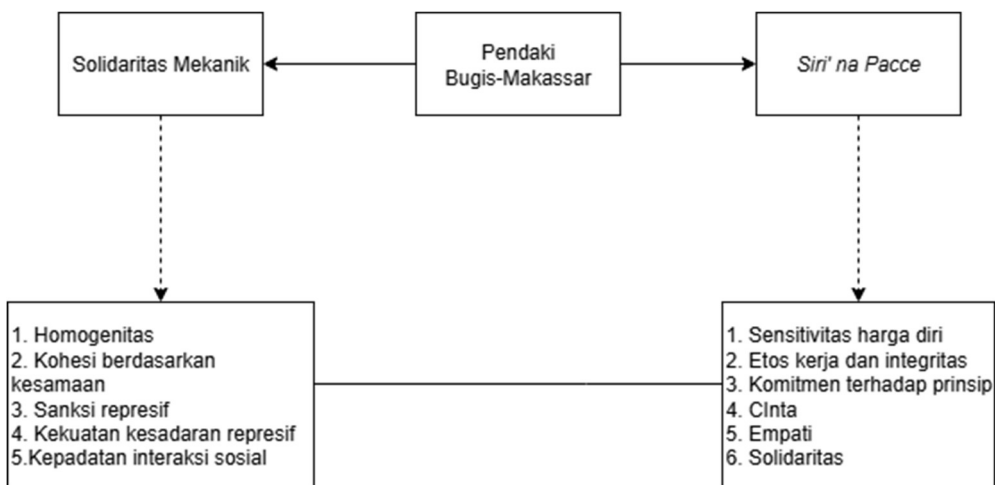 Solidaritas Mekanik
Pendaki
Bugis-Makassar
Siri' na Pacce
1. Homogenitas
2. Kohesi berdasarkan
kesamaan
3. Sanksi represif
4. Kekuatan kesadaran represif
5.Kepadatan interaksi sosial
1. Sensitivitas harga diri
2. Etos kerja dan integritas
3. Komitmen terhadap prinsip
4. CInta
5. Empati
6. Solidaritas